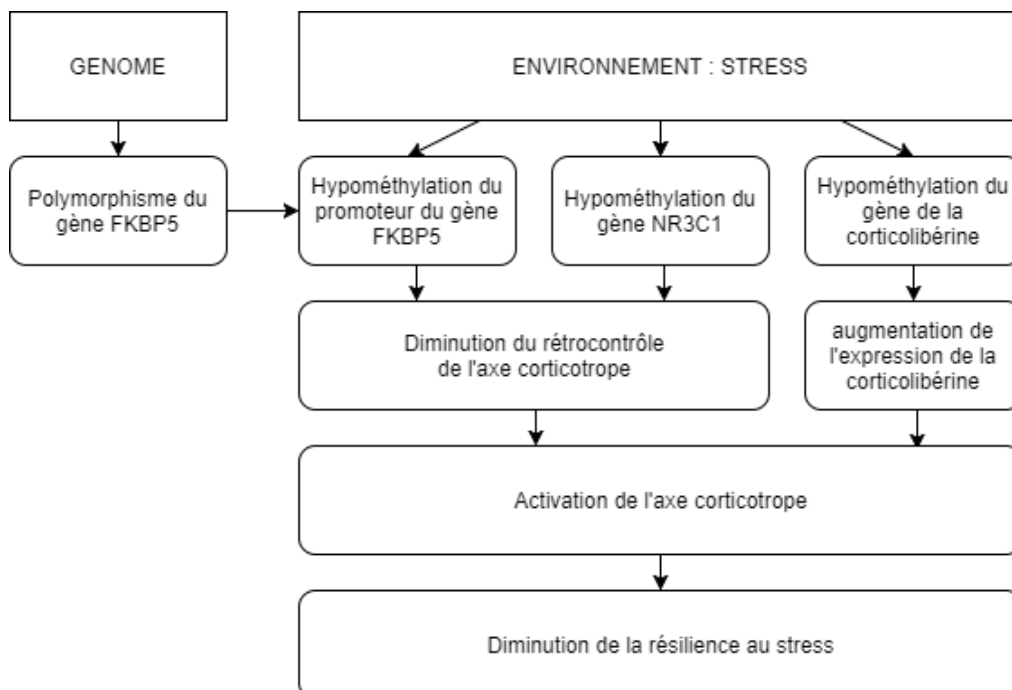 GENOME
ENVIRONNEMENT : STRESS
Polymorphisme du
gène FKBP5
Hypométhylation du
promoteur du gène
FKBP5
Hypométhylation du
gène NR3C1
Hypométhylation du
gène de la
corticolibérine
Diminution du rétrocontrôle
de l'axe corticotrope
augmentation de
l'expression de la
corticolibérine
Activation de l'axe corticotrope
Diminution de la résilience au stress